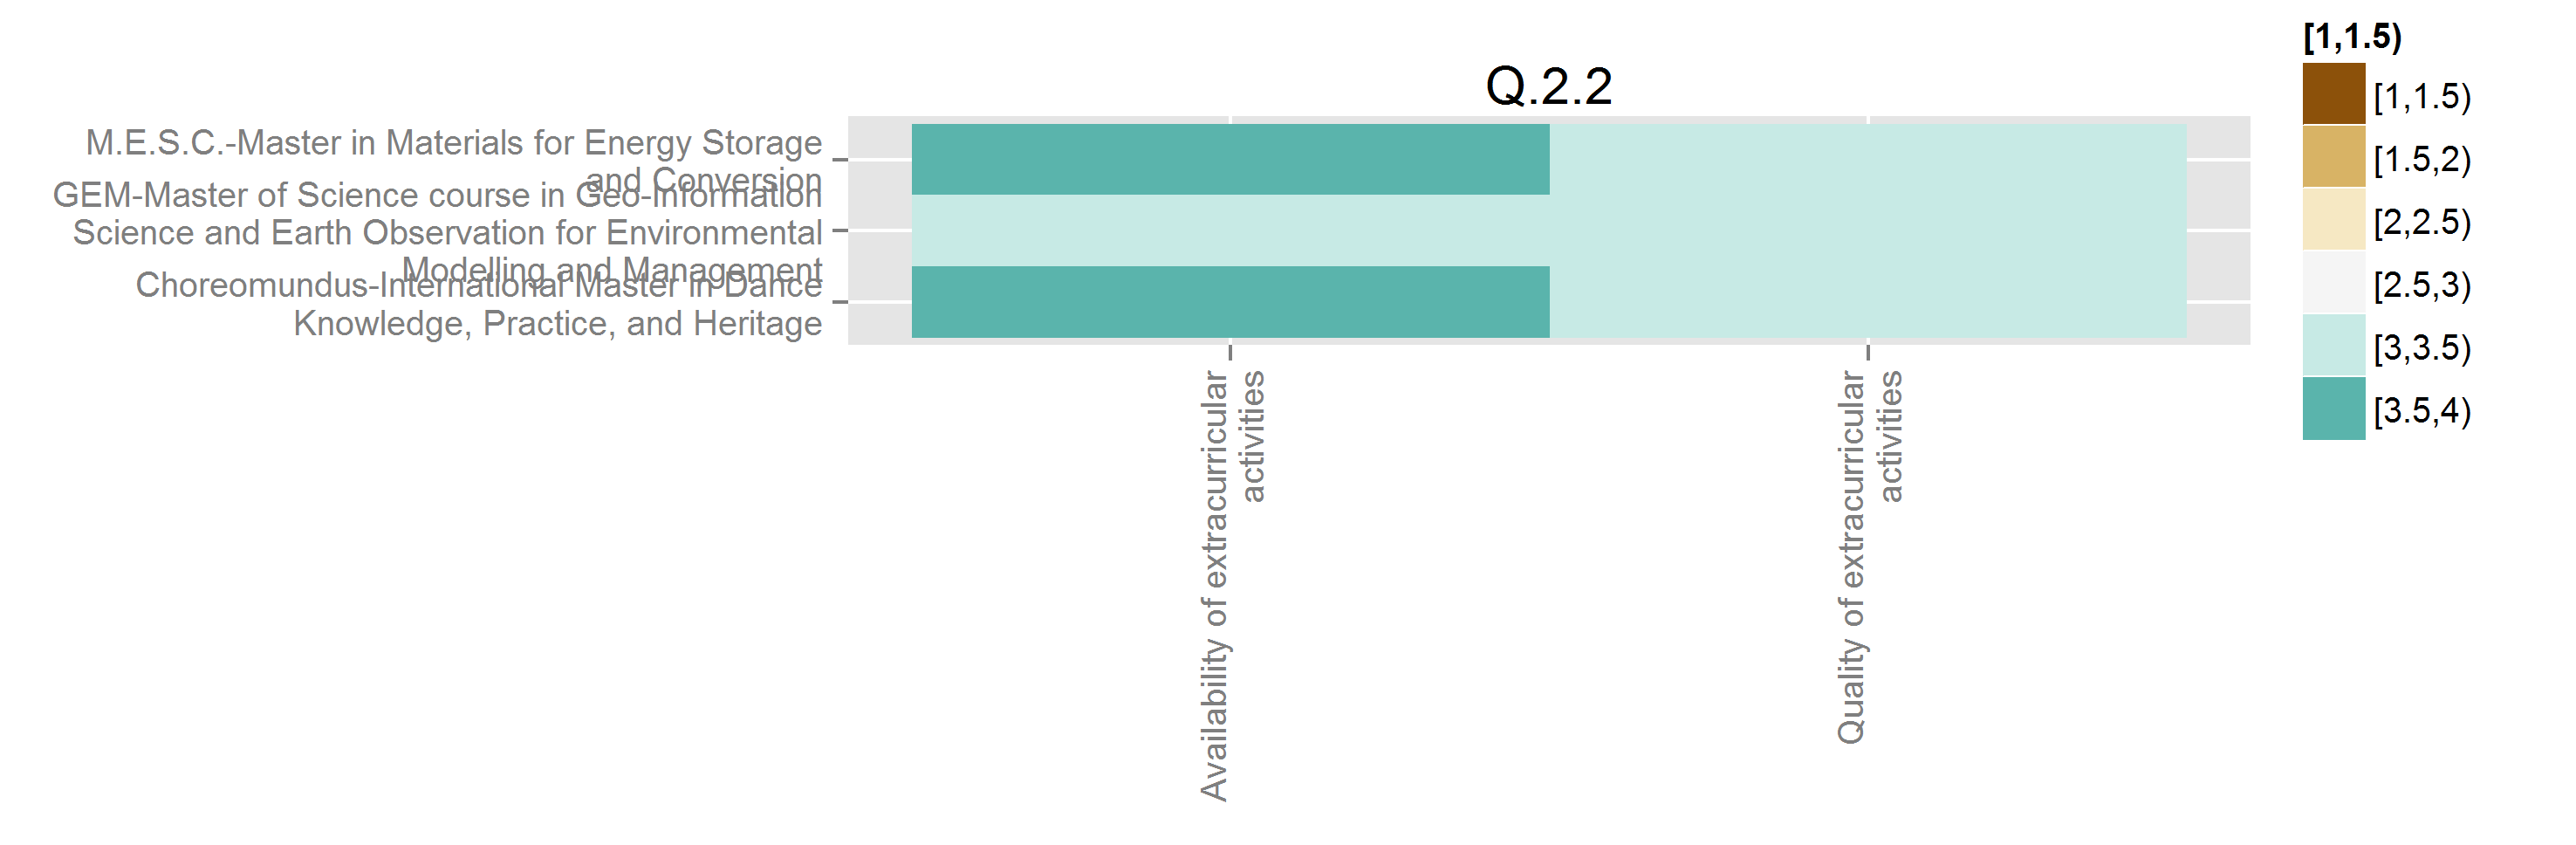 Q.2.2
M.E.S.C.-Master in Materials for Energy Storage
and Conversion
GEM-Master of Science course in Geo-Information
Science and Earth Observation for Environmental
Modelling and Management
Choreomundus-International Master in Dance
Knowledge, Practice, and Heritage
Availability of extracurricular
activities
Quality of extracurricular
activities
[1,1.5)
[1,1.5)
[1.5,2)
[2,2.5)
[2.5,3)
[3,3.5)
[3.5,4)